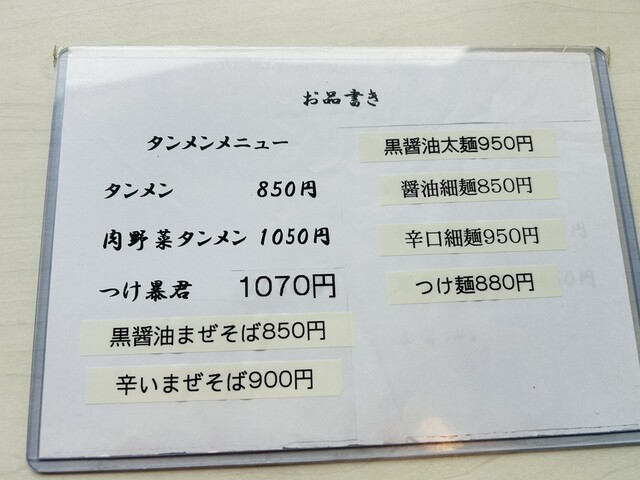 お品書き
タンメンメニュー
タンメン 850円
肉野菜タンメン 1050円
つけ暴君 1070円
黒醤油まぜそば850円
辛いまぜそば900円
黒醤油太麺950円
醤油細麺850円
辛口細麺950円
つけ麺880円